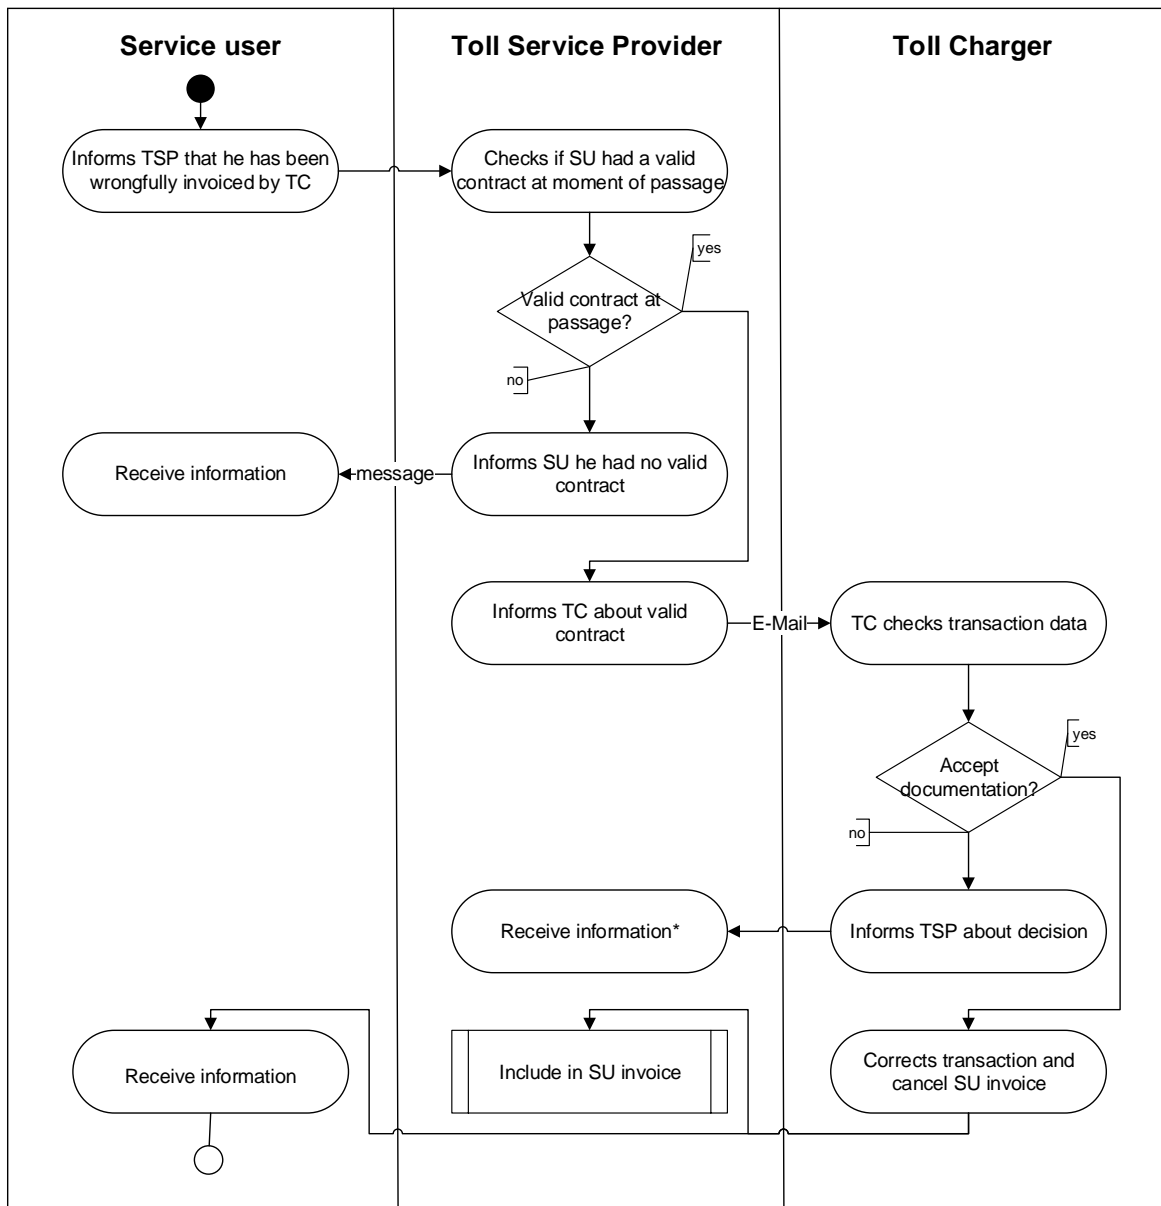 Service user
Toll Service Provider
Toll Charger
Informs TSP that he has been
wrongfully invoiced by TC
Checks if SU had a valid
contract at moment of passage
yes
Valid contract at
passage?
no
Receive information
message
Informs SU he had no valid
contract
Informs TC about valid
contract
E-Mail
TC checks transaction data
yes
Accept
documentation?
no
Receive information*
Informs TSP about decision
Receive information
Include in SU invoice
Corrects transaction and
cancel SU invoice